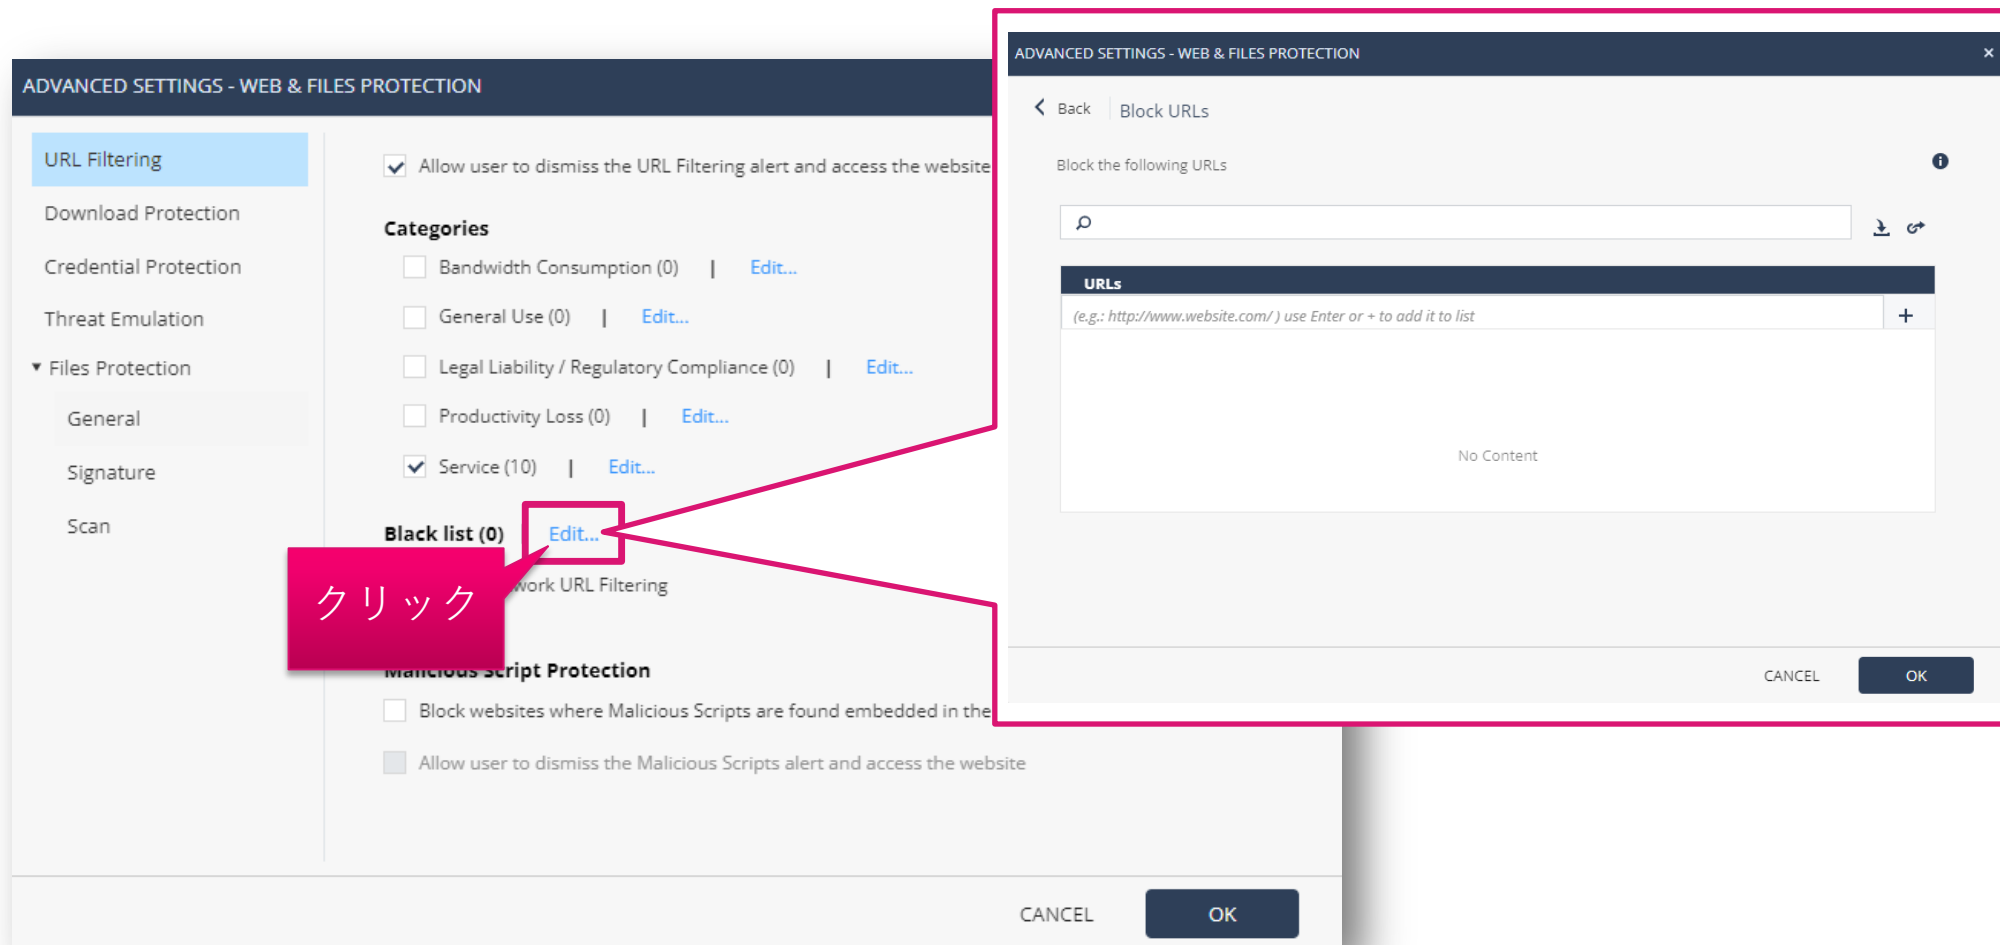 ADVANCED SETTINGS - WEB & FILES PROTECTION
URL Filtering
Download Protection
Credential Protection
Threat Emulation
Files Protection
General
Signature
Scan
Allow user to dismiss the URL Filtering alert and access the website
Categories
Bandwidth Consumption (0) | Edit...
General Use (0) | Edit...
Legal Liability / Regulatory Compliance (0) | Edit...
Productivity Loss (0) | Edit...
Service (10) | Edit...
Black list (0) Edit...
クリック
URL Filtering
Protection
Block websites where Malicious Scripts are found embedded in the
Allow user to dismiss the Malicious Scripts alert and access the website
CANCEL
OK
ADVANCED SETTINGS - WEB & FILES PROTECTION
Back | Block URLs
Block the following URLs
URLs
(e.g.: http://www.website.com/ ) use Enter or + to add it to list
No Content
CANCEL
OK